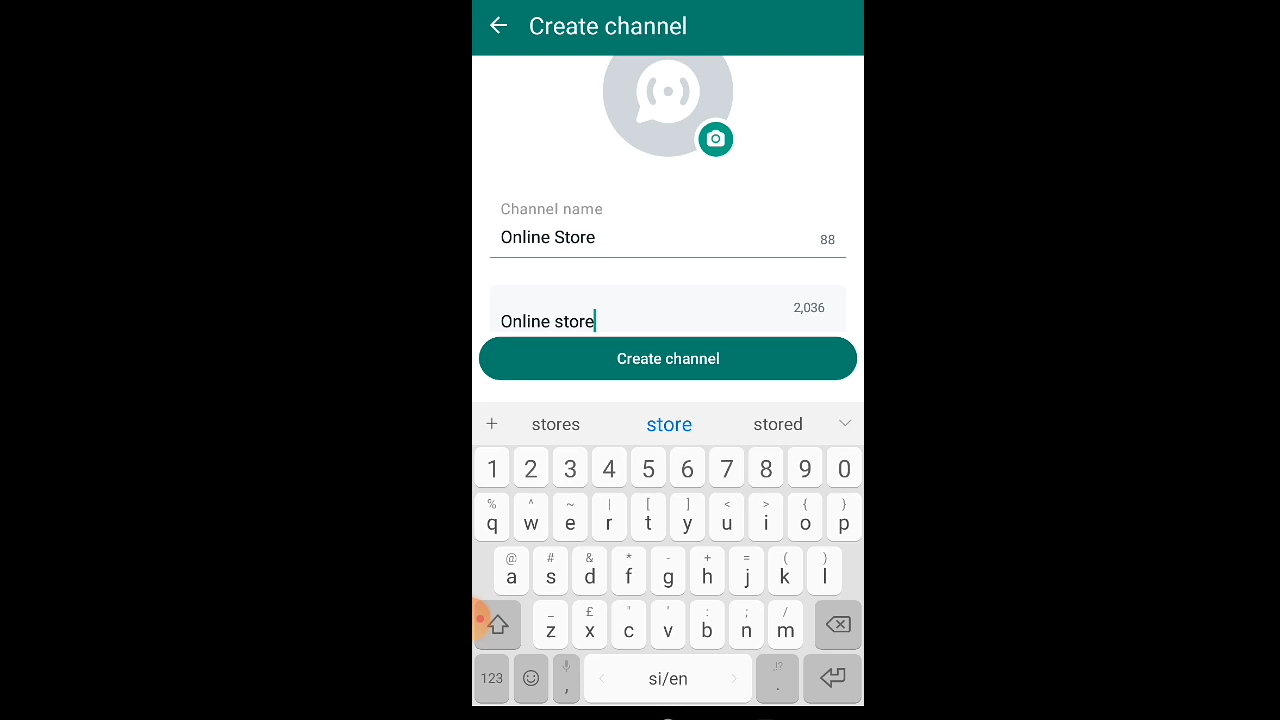 Create channel
Channel name
Online Store 88
2,036
Online store
Create channel
+ stores store stored
1 2 3 4 5 6 7 8 9 0
% ^ ~ | [ ] < > { }
q w e r t y u i o p
@ # & * - + = ( )
a s d f g h j k l
_ £ " ' : ; /
z x c v b n m
,!?
123 , si/en .